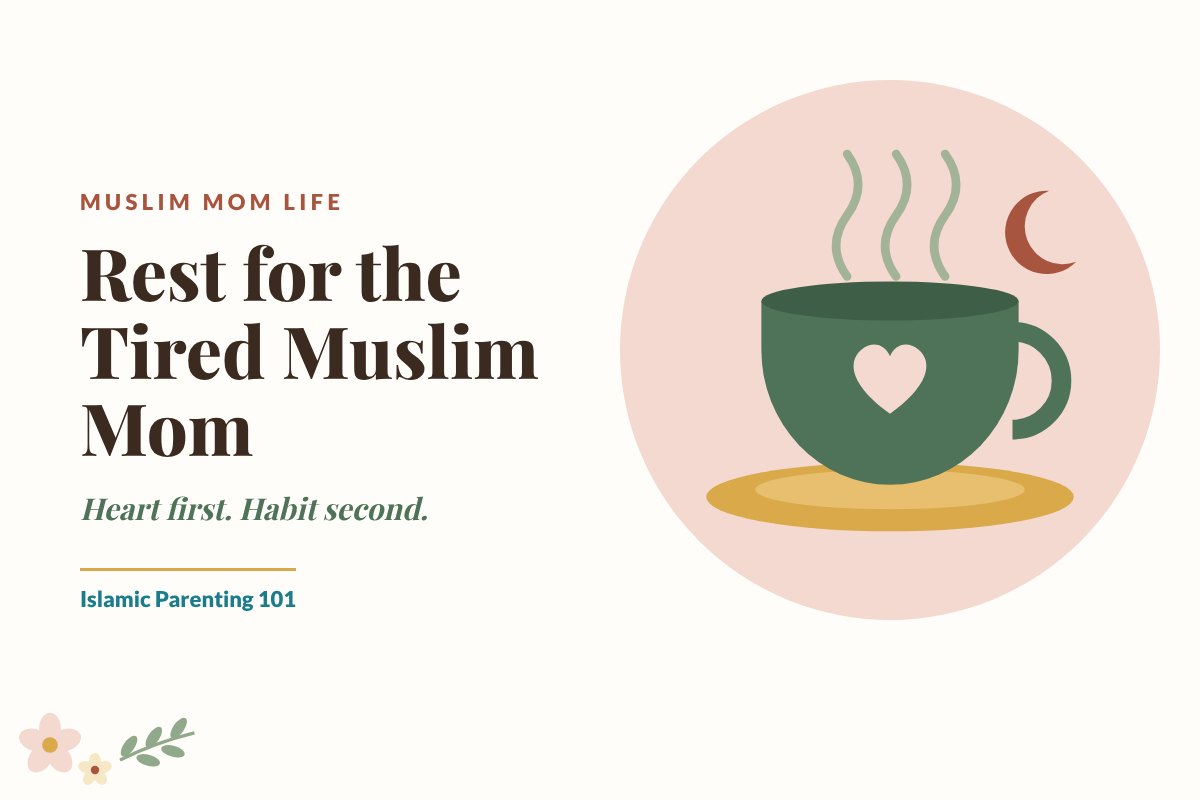 MUSLIM MOM LIFE
Rest for the
Tired Muslim
Mom
Heart first. Habit second.
Islamic Parenting 101